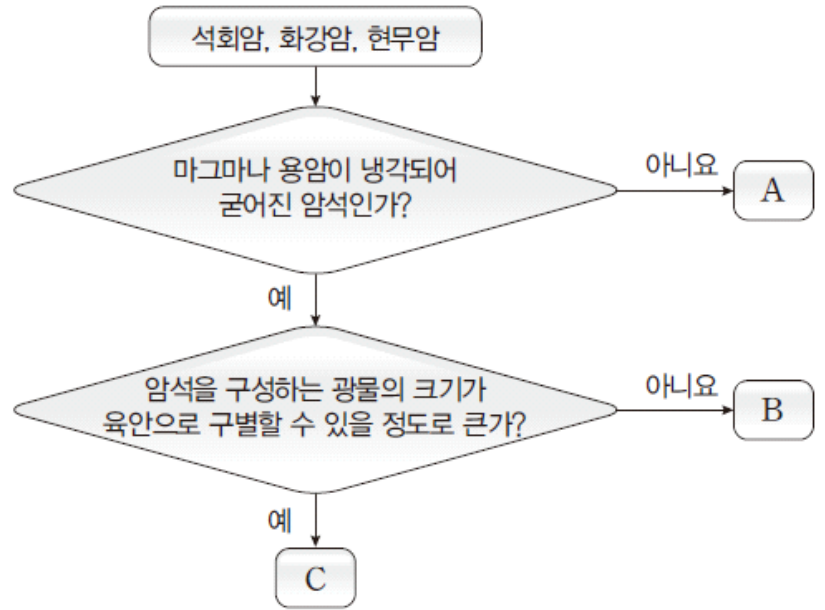 석회암, 화강암, 현무암
마그마나 용암이 냉각되어
굳어진 암석인가?
아니요
A
예
암석을 구성하는 광물의 크기가
육안으로 구별할 수 있을 정도로 큰가?
아니요
B
예
C